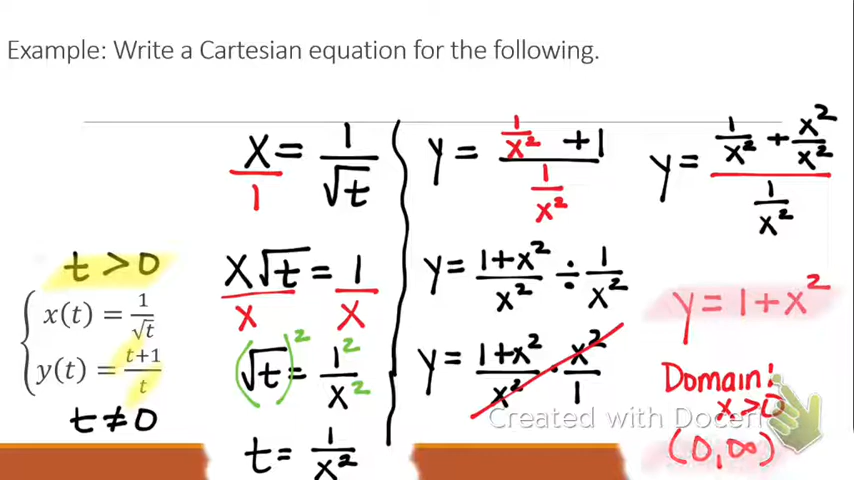 Example: Write a Cartesian equation for the following.
t > 0
x(t) = 1/√t
y(t) = t+1/t
t ≠ 0
x/1 = 1/√t
x√t/x = 1/x
(√t)² = 1²/x²
t = 1/x²
y = (1/x² + 1)/(1/x²)
y = (1+x²)/x² ÷ 1/x²
y = (1+x²)/x² · x²/1
y = (1/x² + x²/x²)/(1/x²)
y = 1+x²
Domain:
x>0
(0,∞)
Created with Doceri